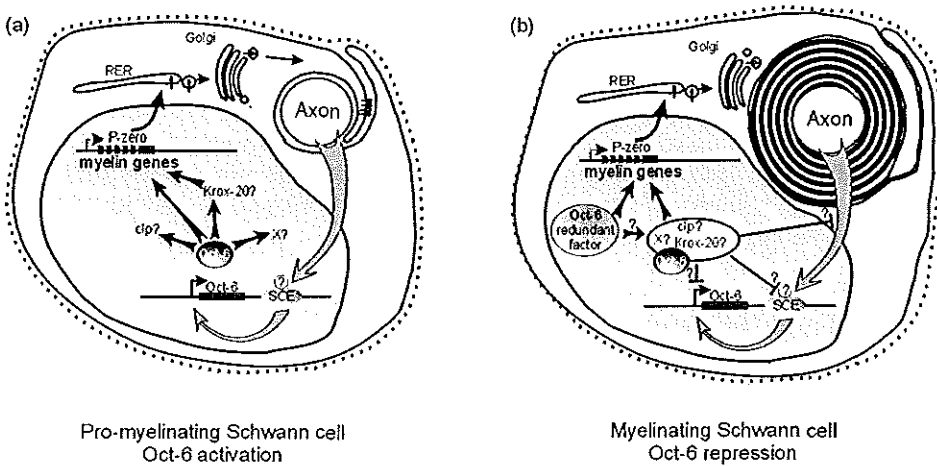 (a)
Golgi
RER
Axon
P-zero
myelin genes
Krox-20?
clp?
X?
Oct-6
(?)
SCE
Pro-myelinating Schwann cell
Oct-6 activation
(b)
Golgi
RER
Axon
P-zero
myelin genes
Oct-6
redundant
factor
?
clp?
X? Krox-20?
?
?
?
Oct-6
(?)
SCE
Myelinating Schwann cell
Oct-6 repression